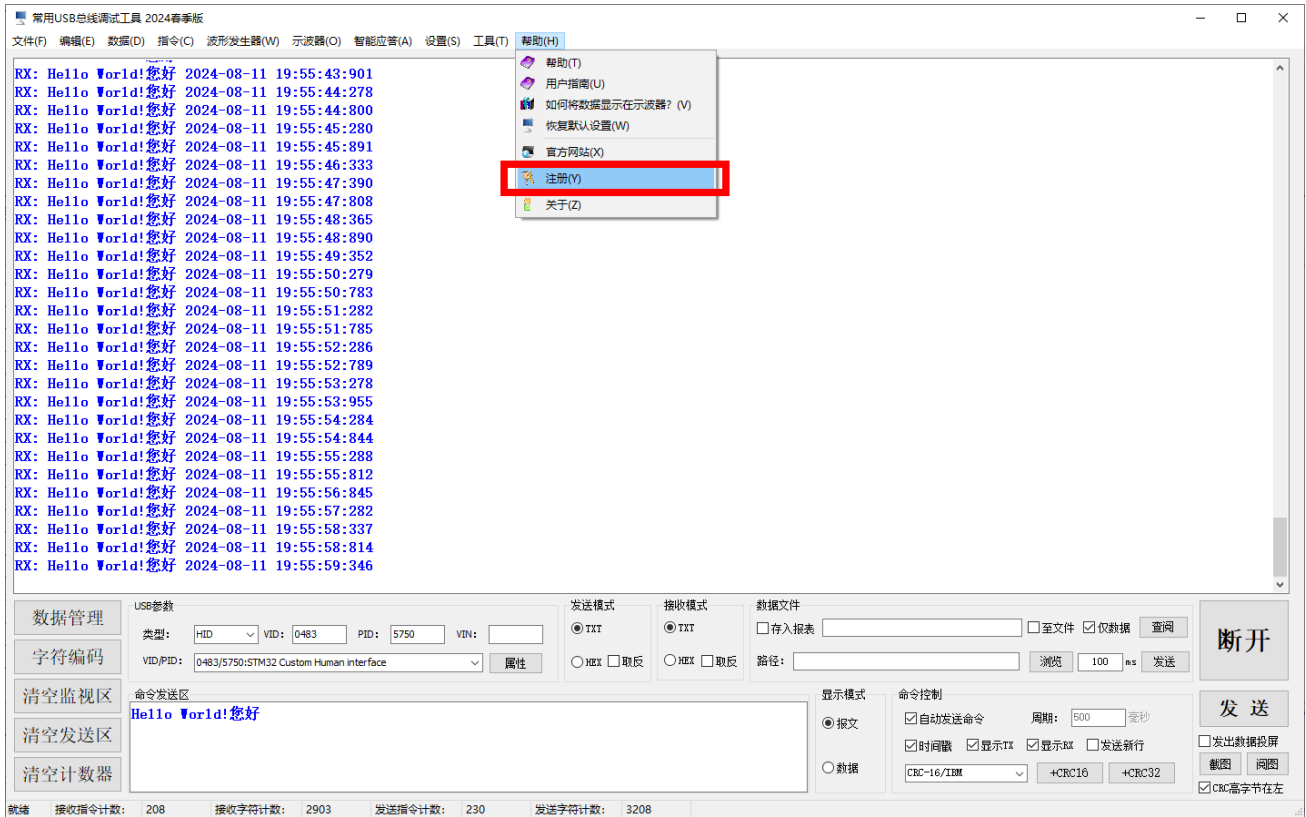 常用USB总线调试工具 2024春季版
文件(F) 编辑(E) 数据(D) 指令(C) 波形发生器(W) 示波器(O) 智能应答(A) 设置(S) 工具(T) 帮助(H)
帮助(T)
用户指南(U)
如何将数据显示在示波器？(V)
恢复默认设置(W)
官方网站(X)
注册(Y)
关于(Z)
RX: Hello World!您好 2024-08-11 19:55:43:901
RX: Hello World!您好 2024-08-11 19:55:44:278
RX: Hello World!您好 2024-08-11 19:55:44:800
RX: Hello World!您好 2024-08-11 19:55:45:280
RX: Hello World!您好 2024-08-11 19:55:45:891
RX: Hello World!您好 2024-08-11 19:55:46:333
RX: Hello World!您好 2024-08-11 19:55:47:390
RX: Hello World!您好 2024-08-11 19:55:47:808
RX: Hello World!您好 2024-08-11 19:55:48:365
RX: Hello World!您好 2024-08-11 19:55:48:890
RX: Hello World!您好 2024-08-11 19:55:49:352
RX: Hello World!您好 2024-08-11 19:55:50:279
RX: Hello World!您好 2024-08-11 19:55:50:783
RX: Hello World!您好 2024-08-11 19:55:51:282
RX: Hello World!您好 2024-08-11 19:55:51:785
RX: Hello World!您好 2024-08-11 19:55:52:286
RX: Hello World!您好 2024-08-11 19:55:52:789
RX: Hello World!您好 2024-08-11 19:55:53:278
RX: Hello World!您好 2024-08-11 19:55:53:955
RX: Hello World!您好 2024-08-11 19:55:54:284
RX: Hello World!您好 2024-08-11 19:55:54:844
RX: Hello World!您好 2024-08-11 19:55:55:288
RX: Hello World!您好 2024-08-11 19:55:55:812
RX: Hello World!您好 2024-08-11 19:55:56:845
RX: Hello World!您好 2024-08-11 19:55:57:282
RX: Hello World!您好 2024-08-11 19:55:58:337
RX: Hello World!您好 2024-08-11 19:55:58:814
RX: Hello World!您好 2024-08-11 19:55:59:346
数据管理
字符编码
清空监视区
清空发送区
清空计数器
USB参数
类型： HID VID: 0483 PID: 5750 VIN:
VID/PID: 0483/5750:STM32 Custom Human interface 属性
发送模式
TXT
HEX 取反
接收模式
TXT
HEX 取反
数据文件
存入报表 至文件 仅数据 查阅
路径： 浏览 100 ms 发送
断开
命令发送区
Hello World!您好
显示模式
报文
数据
命令控制
自动发送命令 周期： 500 毫秒
时间戳 显示TX 显示RX 发送新行
CRC-16/IBM +CRC16 +CRC32
发 送
发出数据投屏
截图 阅图
CRC高字节在左
就绪 接收指令计数： 208 接收字符计数： 2903 发送指令计数： 230 发送字符计数： 3208